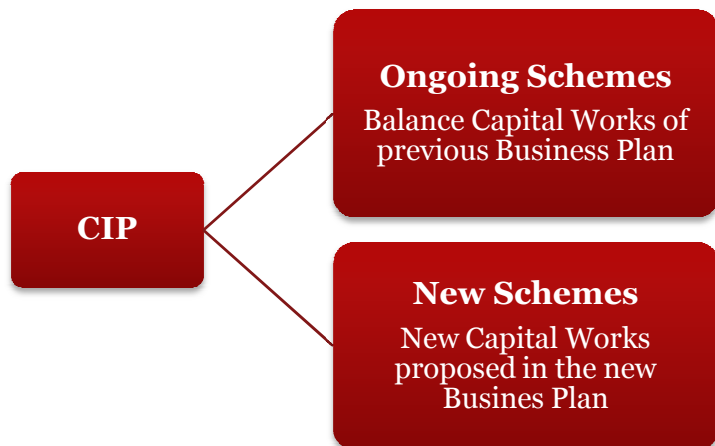 CIP
Ongoing Schemes
Balance Capital Works of
previous Business Plan
New Schemes
New Capital Works
proposed in the new
Busines Plan